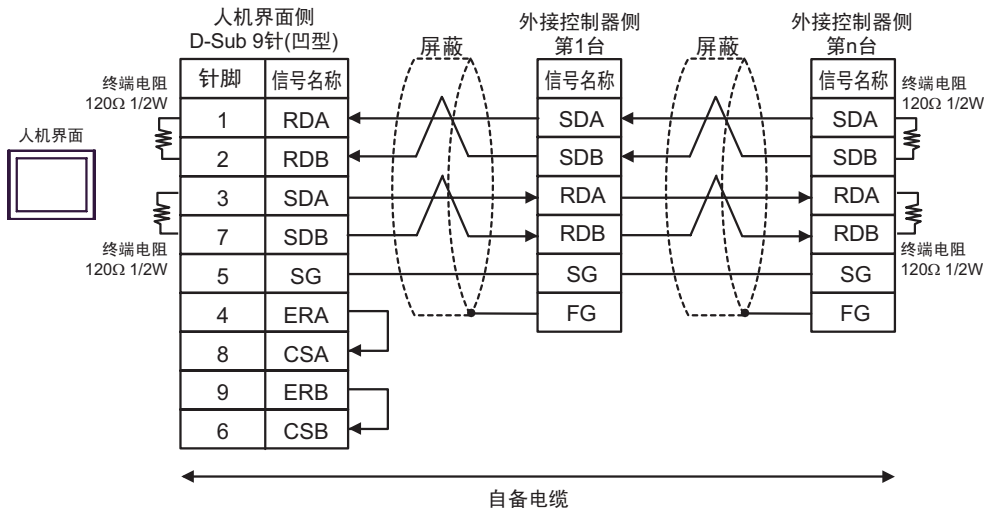 人机界面侧
D-Sub 9针(凹型)
外接控制器侧
第1台
外接控制器侧
第n台
屏蔽
屏蔽
终端电阻
120Ω 1/2W
终端电阻
120Ω 1/2W
人机界面
针脚 信号名称
1 RDA
2 RDB
3 SDA
7 SDB
5 SG
4 ERA
8 CSA
9 ERB
6 CSB
信号名称
SDA
SDB
RDA
RDB
SG
FG
信号名称
SDA
SDB
RDA
RDB
SG
FG
终端电阻
120Ω 1/2W
终端电阻
120Ω 1/2W
自备电缆